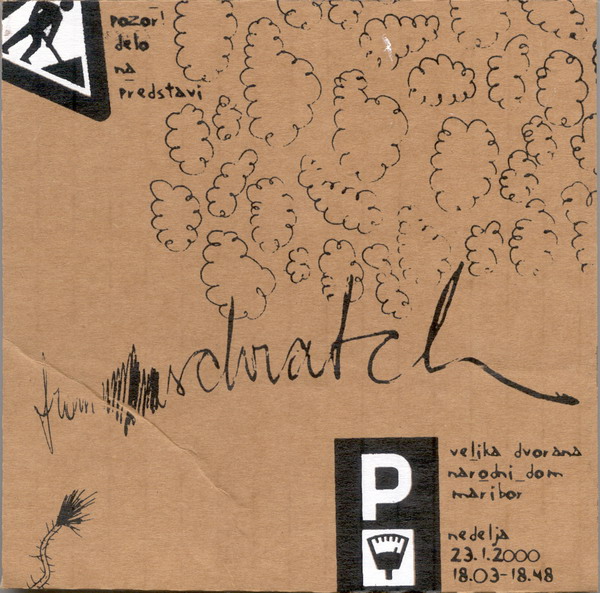 pozor!
delo
na
predstavi
from scratch
P
velika dvorana
narodni_dom
maribor
nedelja
23.1.2000
18.03-18.48